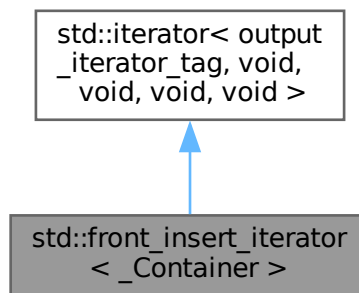 std::iterator< output
_iterator_tag, void,
void, void, void >
std::front_insert_iterator
< _Container >